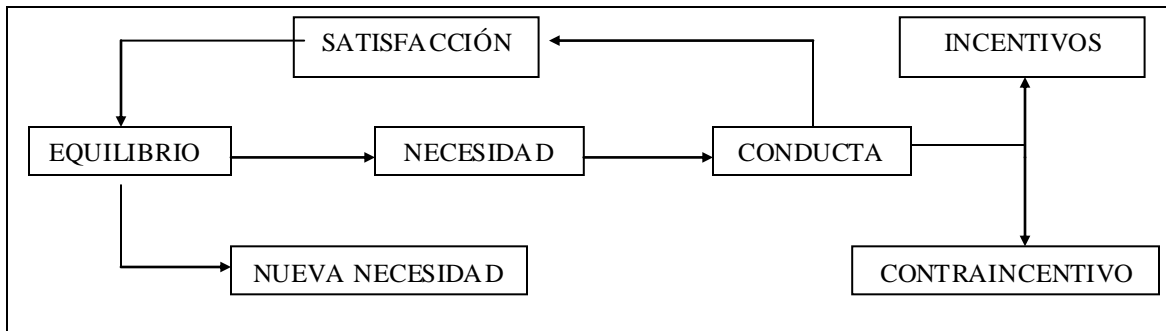 SATISFACCIÓN
INCENTIVOS
EQUILIBRIO
NECESIDAD
CONDUCTA
NUEVA NECESIDAD
CONTRAINCENTIVO